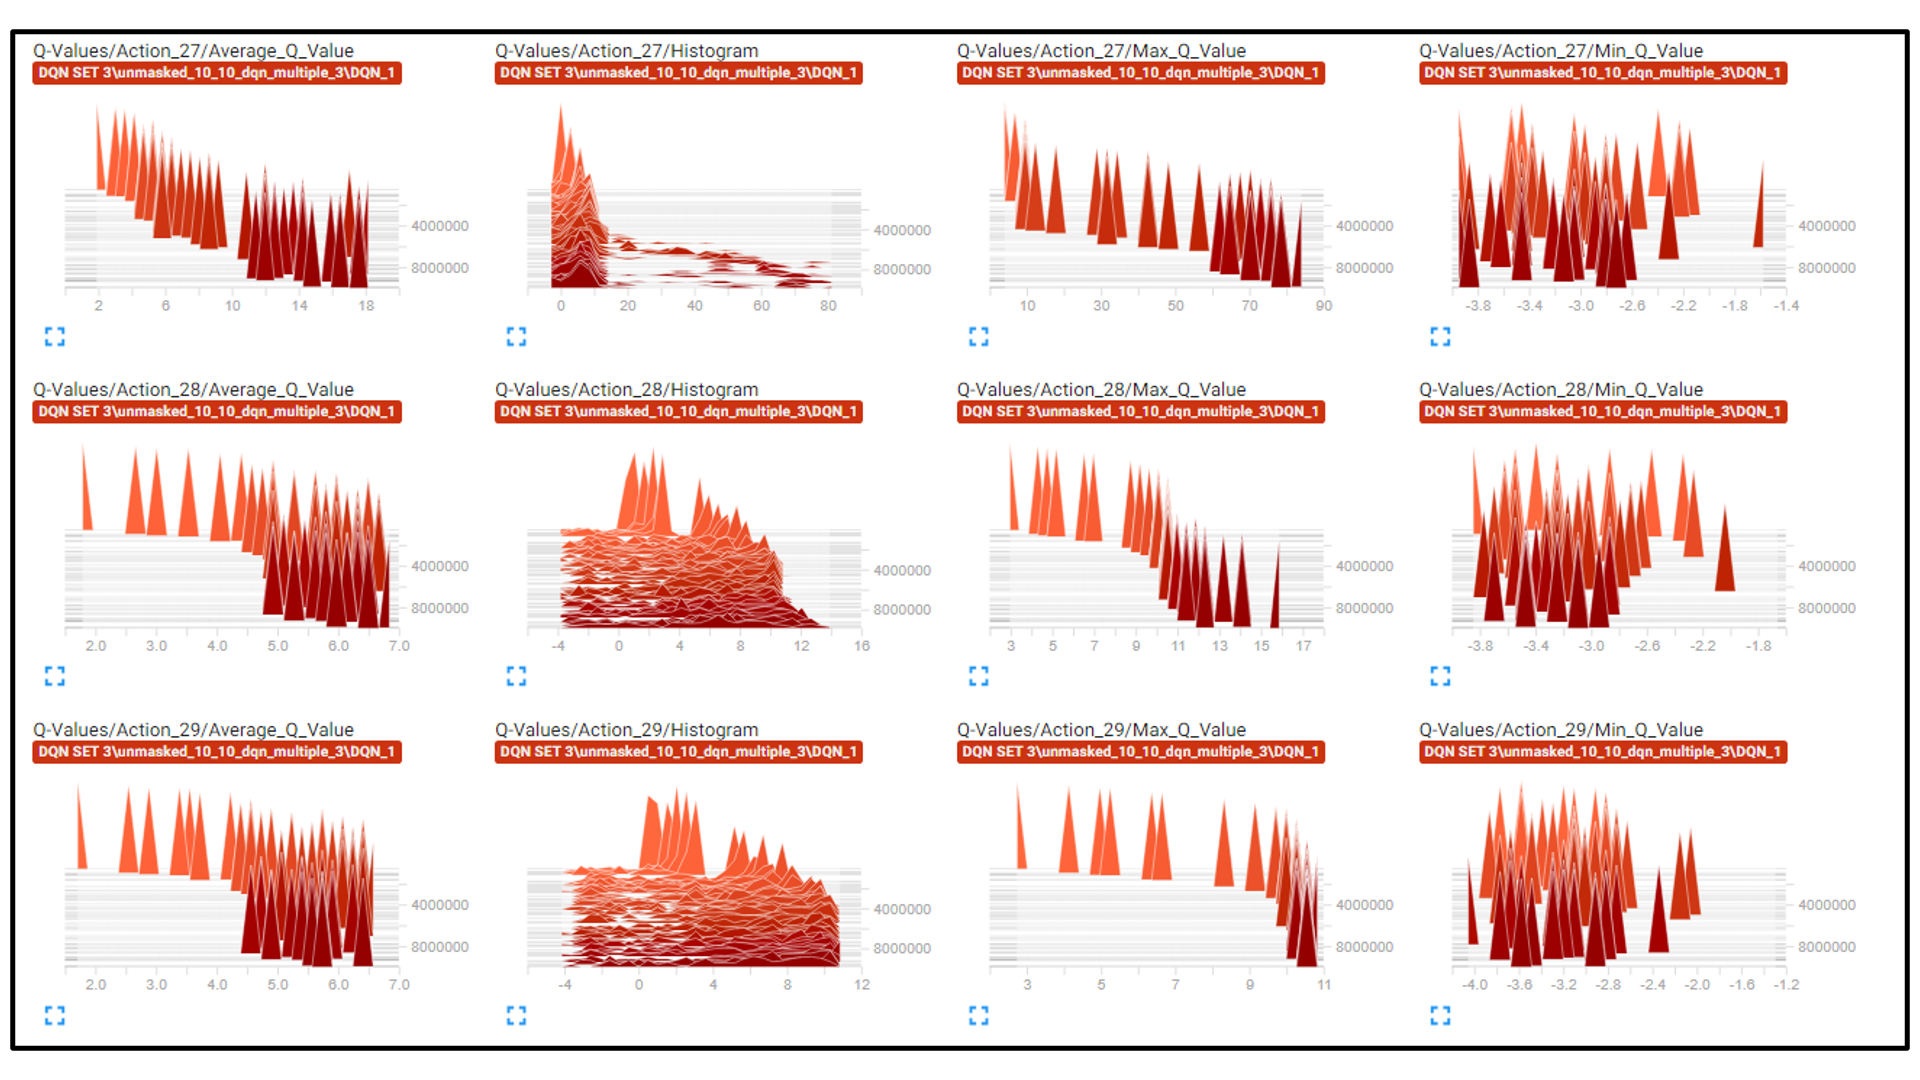 Q-Values/Action_27/Average_Q_Value
DQN SET 3\unmasked_10_10_dqn_multiple_3\DQN_1
4000000
8000000
2 6 10 14 18
Q-Values/Action_27/Histogram
DQN SET 3\unmasked_10_10_dqn_multiple_3\DQN_1
4000000
8000000
0 20 40 60 80
Q-Values/Action_27/Max_Q_Value
DQN SET 3\unmasked_10_10_dqn_multiple_3\DQN_1
4000000
8000000
10 30 50 70 90
Q-Values/Action_27/Min_Q_Value
DQN SET 3\unmasked_10_10_dqn_multiple_3\DQN_1
4000000
8000000
-3.8 -3.4 -3.0 -2.6 -2.2 -1.8 -1.4
Q-Values/Action_28/Average_Q_Value
DQN SET 3\unmasked_10_10_dqn_multiple_3\DQN_1
4000000
8000000
2.0 3.0 4.0 5.0 6.0 7.0
Q-Values/Action_28/Histogram
DQN SET 3\unmasked_10_10_dqn_multiple_3\DQN_1
4000000
8000000
-4 0 4 8 12 16
Q-Values/Action_28/Max_Q_Value
DQN SET 3\unmasked_10_10_dqn_multiple_3\DQN_1
4000000
8000000
3 5 7 9 11 13 15 17
Q-Values/Action_28/Min_Q_Value
DQN SET 3\unmasked_10_10_dqn_multiple_3\DQN_1
4000000
8000000
-3.8 -3.4 -3.0 -2.6 -2.2 -1.8
Q-Values/Action_29/Average_Q_Value
DQN SET 3\unmasked_10_10_dqn_multiple_3\DQN_1
4000000
8000000
2.0 3.0 4.0 5.0 6.0 7.0
Q-Values/Action_29/Histogram
DQN SET 3\unmasked_10_10_dqn_multiple_3\DQN_1
4000000
8000000
-4 0 4 8 12
Q-Values/Action_29/Max_Q_Value
DQN SET 3\unmasked_10_10_dqn_multiple_3\DQN_1
4000000
8000000
3 5 7 9 11
Q-Values/Action_29/Min_Q_Value
DQN SET 3\unmasked_10_10_dqn_multiple_3\DQN_1
4000000
8000000
-4.0 -3.6 -3.2 -2.8 -2.4 -2.0 -1.6 -1.2